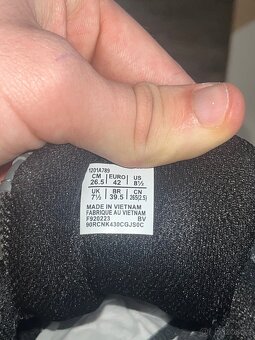 1201A789
CM EURO US
26.5 42 8½
UK BR CN
7½ 39.5 265(2.5)
MADE IN VIETNAM
FABRIQUE AU VIETNAM
F920223 BV
90RCNK430CGJS0C